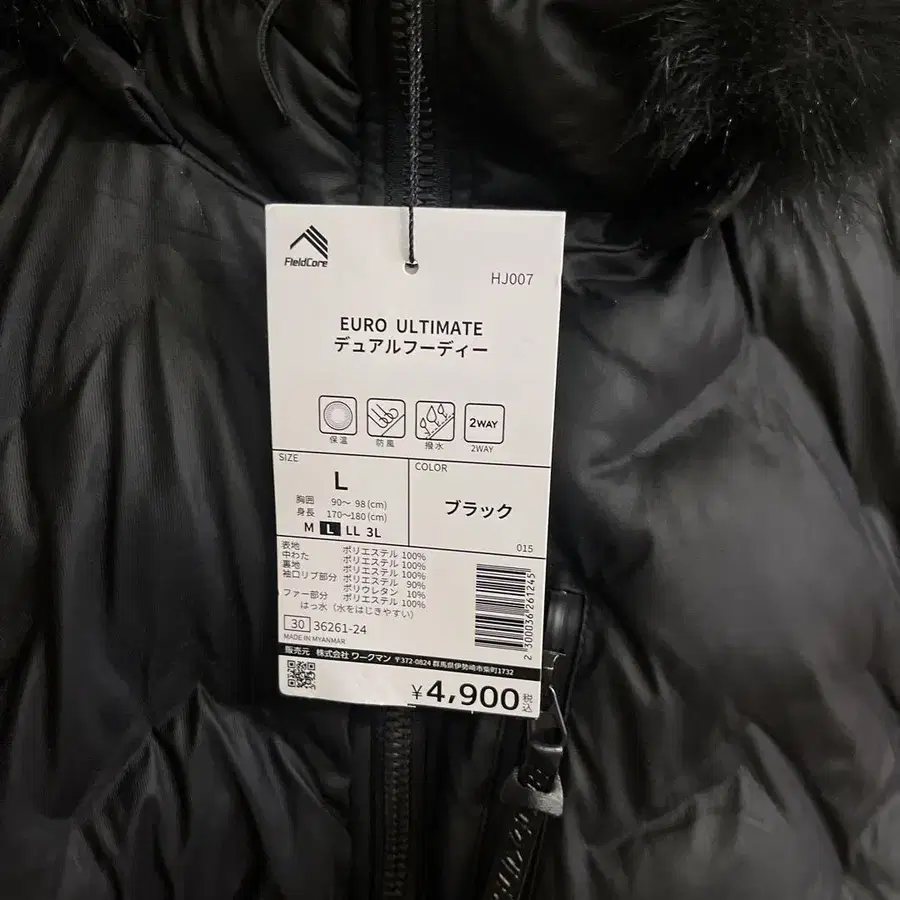 FieldCore
HJ007
EURO ULTIMATE
デュアルフーディー
保温 防風 撥水 2WAY
2WAY
SIZE
L
胸囲 90〜 98(cm)
身長 170〜180(cm)
M L LL 3L
COLOR
ブラック
015
表地 ポリエステル 100%
中わた ポリエステル 100%
裏地 ポリエステル 100%
袖口リブ部分 ポリエステル 90%
ポリウレタン 10%
ファー部分 ポリエステル 100%
はっ水（水をはじきやすい）
30 36261-24
MADE IN MYANMAR
2 300036 261245
販売元 株式会社 ワークマン 〒372-0824 群馬県伊勢崎市柴町1732
¥4,900税込